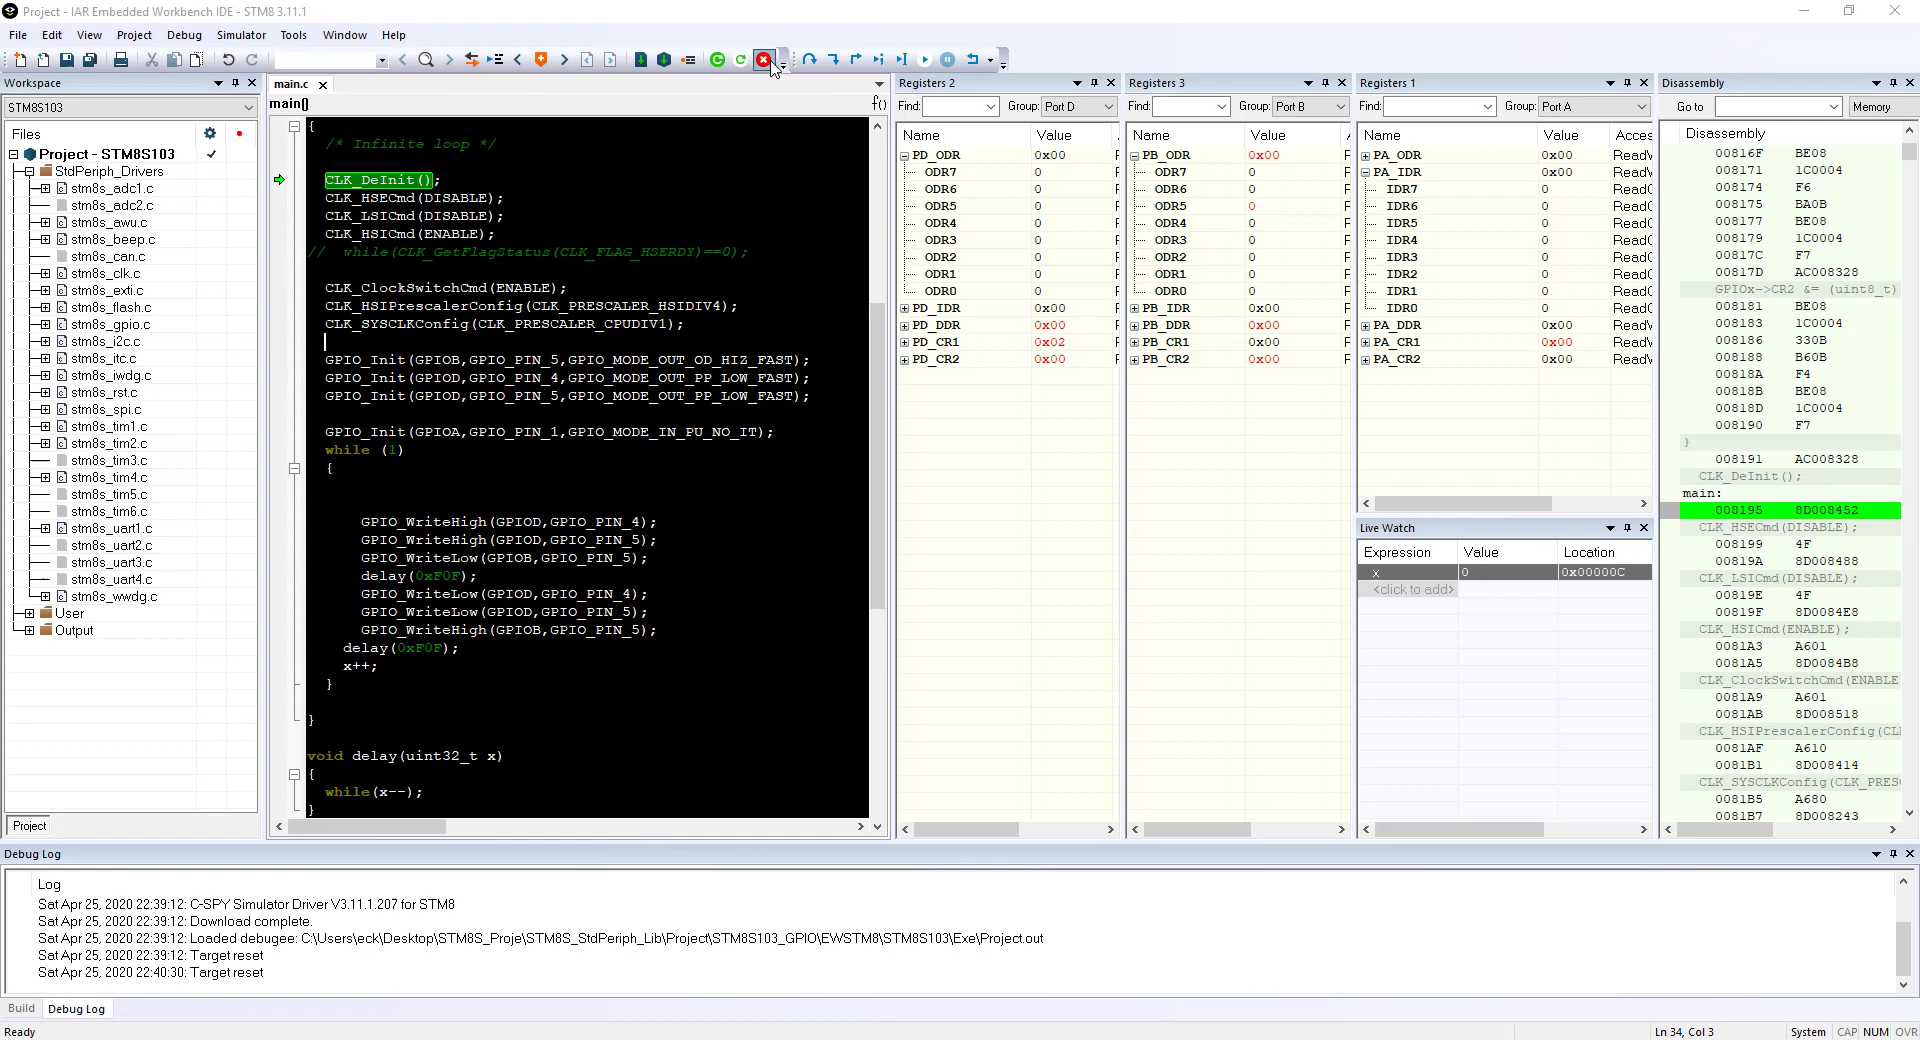 Project - IAR Embedded Workbench IDE - STM8 3.11.1
File Edit View Project Debug Simulator Tools Window Help
Workspace
STM8S103
Files
Project - STM8S103
StdPeriph_Drivers
stm8s_adc1.c
stm8s_adc2.c
stm8s_awu.c
stm8s_beep.c
stm8s_can.c
stm8s_clk.c
stm8s_exti.c
stm8s_flash.c
stm8s_gpio.c
stm8s_i2c.c
stm8s_itc.c
stm8s_iwdg.c
stm8s_rst.c
stm8s_spi.c
stm8s_tim1.c
stm8s_tim2.c
stm8s_tim3.c
stm8s_tim4.c
stm8s_tim5.c
stm8s_tim6.c
stm8s_uart1.c
stm8s_uart2.c
stm8s_uart3.c
stm8s_uart4.c
stm8s_wwdg.c
User
Output
Project
main.c
main()
f()
{
/* Infinite loop */
CLK_DeInit();
CLK_HSECmd(DISABLE);
CLK_LSICmd(DISABLE);
CLK_HSICmd(ENABLE);
// while(CLK_GetFlagStatus(CLK_FLAG_HSERDY)==0);
CLK_ClockSwitchCmd(ENABLE);
CLK_HSIPrescalerConfig(CLK_PRESCALER_HSIDIV4);
CLK_SYSCLKConfig(CLK_PRESCALER_CPUDIV1);
GPIO_Init(GPIOB,GPIO_PIN_5,GPIO_MODE_OUT_OD_HIZ_FAST);
GPIO_Init(GPIOD,GPIO_PIN_4,GPIO_MODE_OUT_PP_LOW_FAST);
GPIO_Init(GPIOD,GPIO_PIN_5,GPIO_MODE_OUT_PP_LOW_FAST);
GPIO_Init(GPIOA,GPIO_PIN_1,GPIO_MODE_IN_PU_NO_IT);
while (1)
{
GPIO_WriteHigh(GPIOD,GPIO_PIN_4);
GPIO_WriteHigh(GPIOD,GPIO_PIN_5);
GPIO_WriteLow(GPIOB,GPIO_PIN_5);
delay(0xF0F);
GPIO_WriteLow(GPIOD,GPIO_PIN_4);
GPIO_WriteLow(GPIOD,GPIO_PIN_5);
GPIO_WriteHigh(GPIOB,GPIO_PIN_5);
delay(0xF0F);
x++;
}
}
void delay(uint32_t x)
{
while(x--);
}
Registers 2
Find: Group: Port D
Name Value
PD_ODR 0x00
ODR7 0
ODR6 0
ODR5 0
ODR4 0
ODR3 0
ODR2 0
ODR1 0
ODR0 0
PD_IDR 0x00
PD_DDR 0x00
PD_CR1 0x02
PD_CR2 0x00
Registers 3
Find: Group: Port B
Name Value
PB_ODR 0x00
ODR7 0
ODR6 0
ODR5 0
ODR4 0
ODR3 0
ODR2 0
ODR1 0
ODR0 0
PB_IDR 0x00
PB_DDR 0x00
PB_CR1 0x00
PB_CR2 0x00
Registers 1
Find: Group: Port A
Name Value Acces
PA_ODR 0x00 ReadV
PA_IDR 0x00 ReadV
IDR7 0 ReadC
IDR6 0 ReadC
IDR5 0 ReadC
IDR4 0 ReadC
IDR3 0 ReadC
IDR2 0 ReadC
IDR1 0 ReadC
IDR0 0 ReadC
PA_DDR 0x00 ReadV
PA_CR1 0x00 ReadV
PA_CR2 0x00 ReadV
Live Watch
Expression Value Location
x 0 0x00000C
<click to add>
Disassembly
Go to Memory
Disassembly
00816F BE08
008171 1C0004
008174 F6
008175 BA0B
008177 BE08
008179 1C0004
00817C F7
00817D AC008328
GPIOx->CR2 &= (uint8_t)
008181 BE08
008183 1C0004
008186 330B
008188 B60B
00818A F4
00818B BE08
00818D 1C0004
008190 F7
}
008191 AC008328
CLK_DeInit();
main:
008195 8D008452
CLK_HSECmd(DISABLE);
008199 4F
00819A 8D008488
CLK_LSICmd(DISABLE);
00819E 4F
00819F 8D0084E8
CLK_HSICmd(ENABLE);
0081A3 A601
0081A5 8D0084B8
CLK_ClockSwitchCmd(ENABLE
0081A9 A601
0081AB 8D008518
CLK_HSIPrescalerConfig(CL
0081AF A610
0081B1 8D008414
CLK_SYSCLKConfig(CLK_PRES
0081B5 A680
0081B7 8D008243
Debug Log
Log
Sat Apr 25, 2020 22:39:12: C-SPY Simulator Driver V3.11.1.207 for STM8
Sat Apr 25, 2020 22:39:12: Download complete.
Sat Apr 25, 2020 22:39:12: Loaded debugee: C:\Users\eck\Desktop\STM8S_Proje\STM8S_StdPeriph_Lib\Project\STM8S103_GPIO\EWSTM8\STM8S103\Exe\Project.out
Sat Apr 25, 2020 22:39:12: Target reset
Sat Apr 25, 2020 22:40:30: Target reset
Build Debug Log
Ready Ln 34, Col 3 System CAP NUM OVR